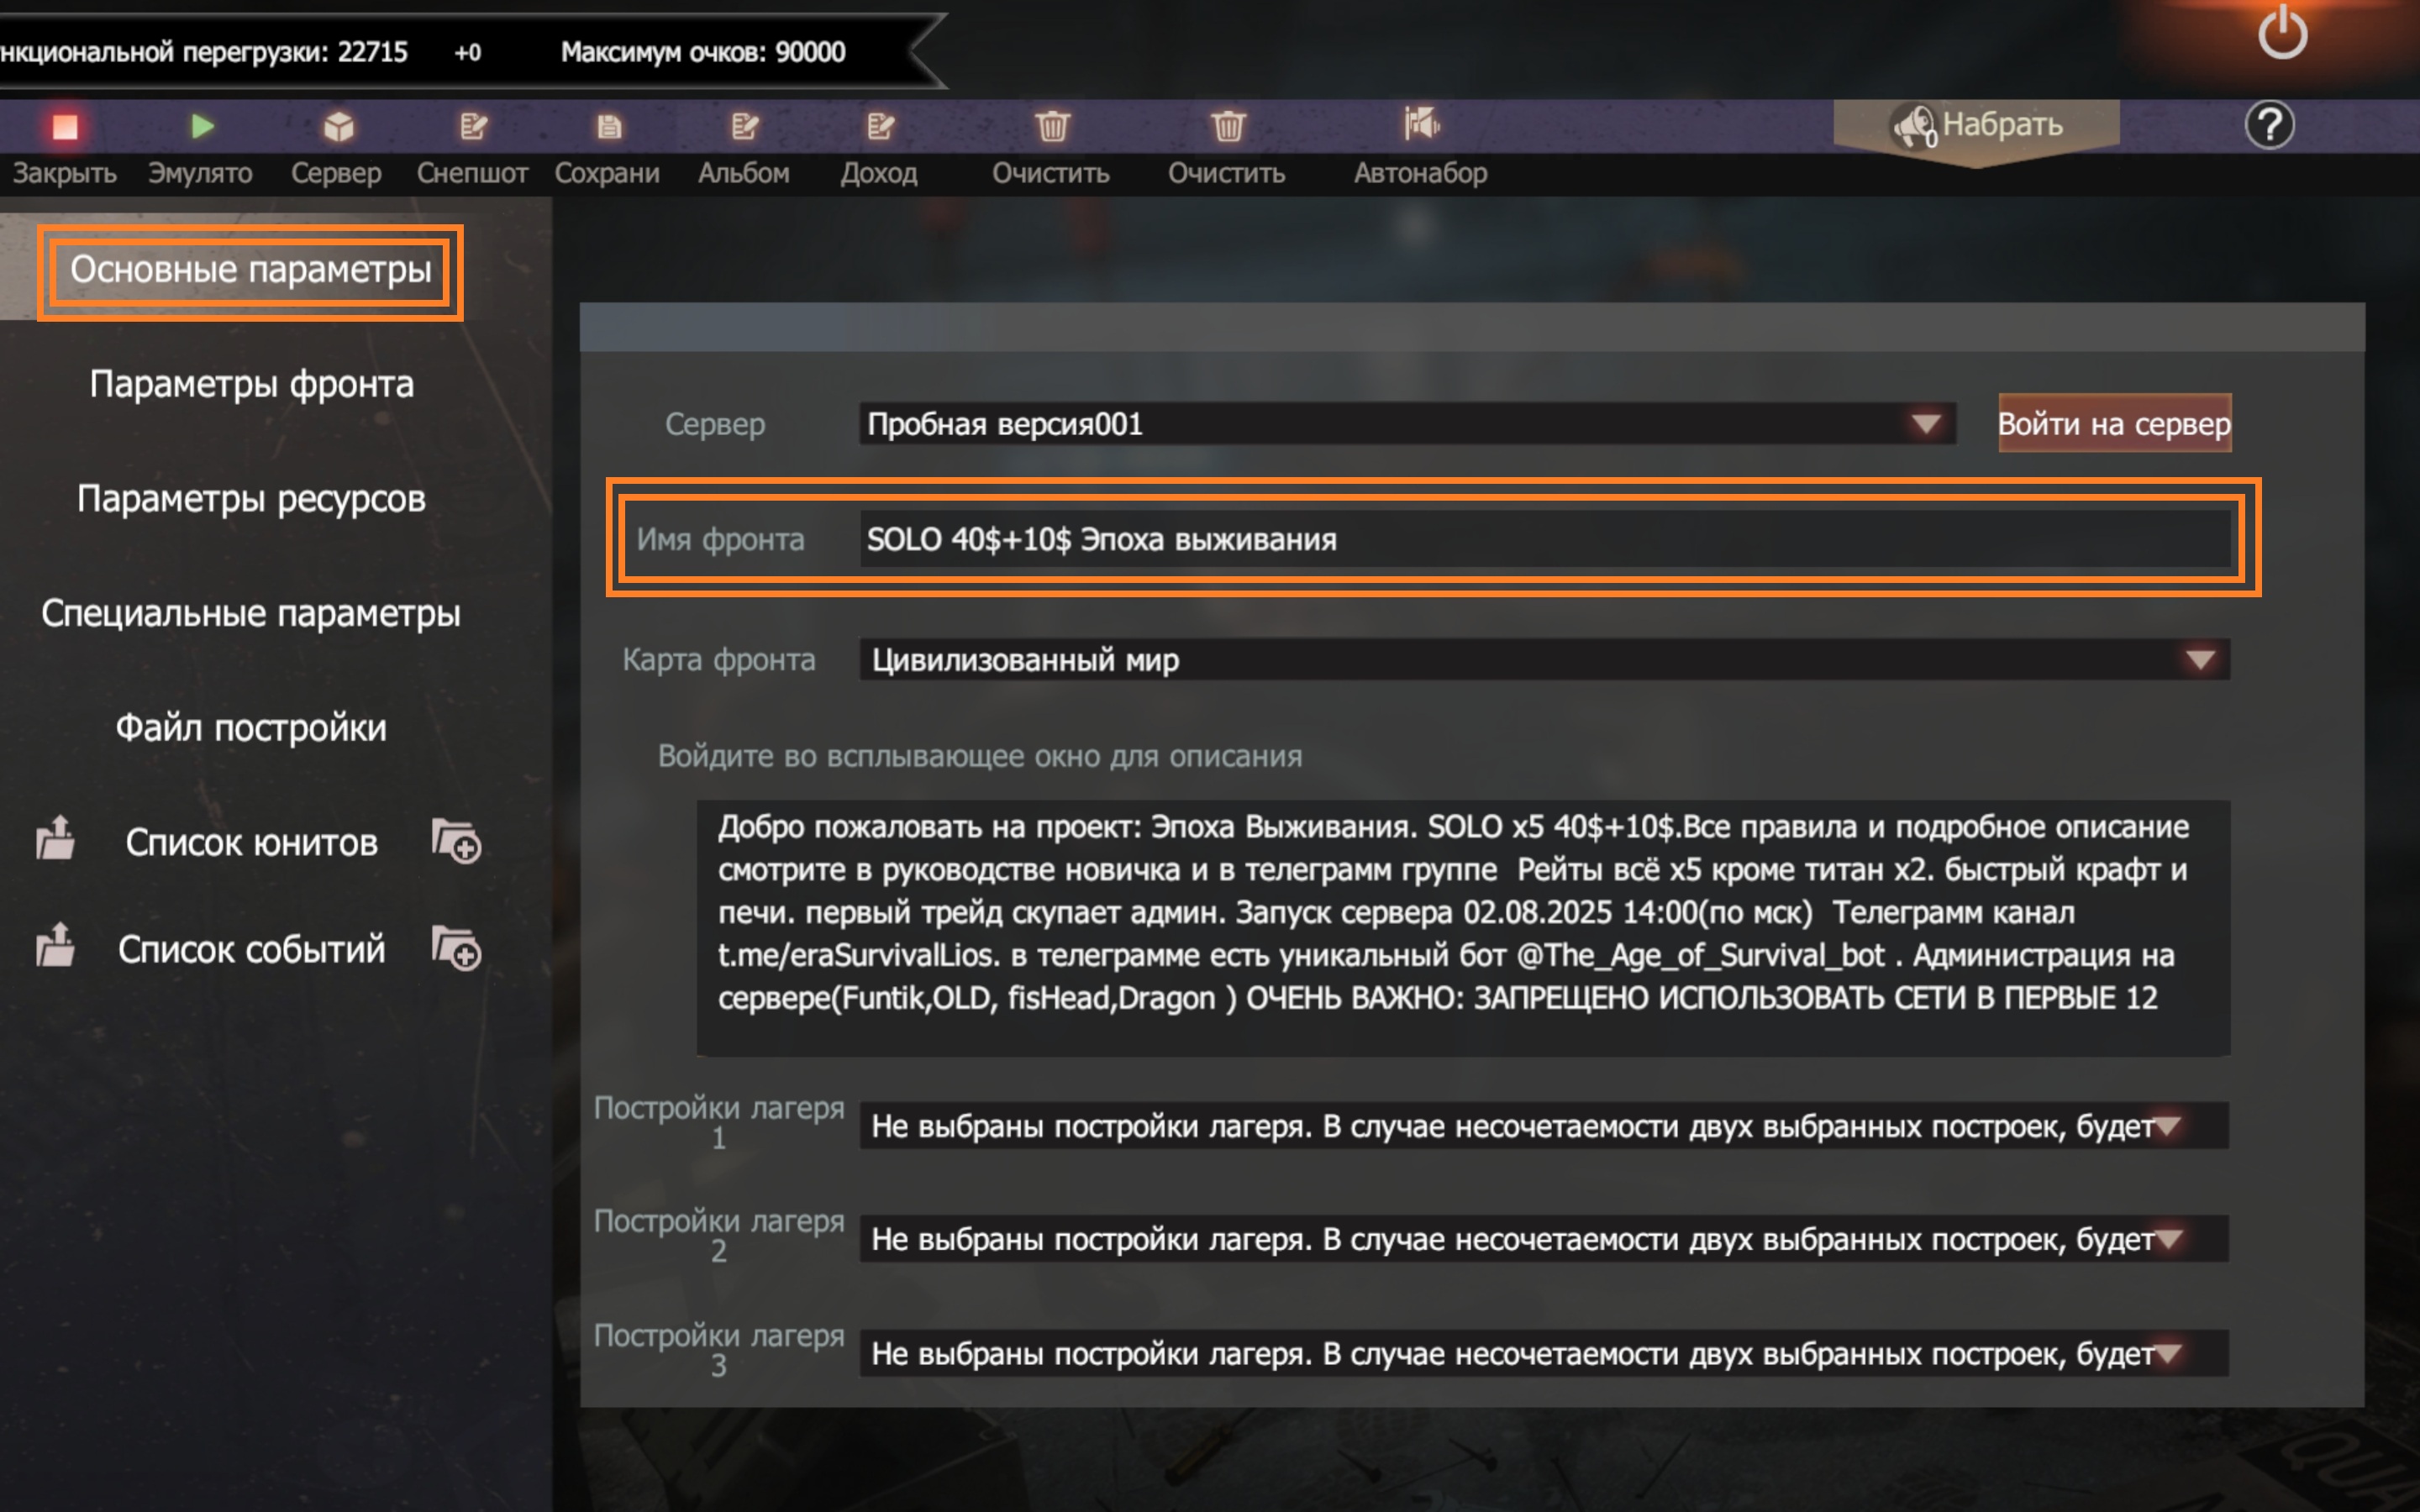 нкциональной перегрузки: 22715 +0 Максимум очков: 90000
Закрыть Эмулято Сервер Снепшот Сохрани Альбом Доход Очистить Очистить Автонабор
0 Набрать ?
Основные параметры
Параметры фронта
Параметры ресурсов
Специальные параметры
Файл постройки
Список юнитов
Список событий
Сервер Пробная версия001 Войти на сервер
Имя фронта SOLO 40$+10$ Эпоха выживания
Карта фронта Цивилизованный мир
Войдите во всплывающее окно для описания
Добро пожаловать на проект: Эпоха Выживания. SOLO x5 40$+10$.Все правила и подробное описание
смотрите в руководстве новичка и в телеграмм группе Рейты всё х5 кроме титан х2. быстрый крафт и
печи. первый трейд скупает админ. Запуск сервера 02.08.2025 14:00(по мск) Телеграмм канал
t.me/eraSurvivalLios. в телеграмме есть уникальный бот @The_Age_of_Survival_bot . Администрация на
сервере(Funtik,OLD, fisHead,Dragon ) ОЧЕНЬ ВАЖНО: ЗАПРЕЩЕНО ИСПОЛЬЗОВАТЬ СЕТИ В ПЕРВЫЕ 12
Постройки лагеря
1
Не выбраны постройки лагеря. В случае несочетаемости двух выбранных построек, будет
Постройки лагеря
2
Не выбраны постройки лагеря. В случае несочетаемости двух выбранных построек, будет
Постройки лагеря
3
Не выбраны постройки лагеря. В случае несочетаемости двух выбранных построек, будет
QUA